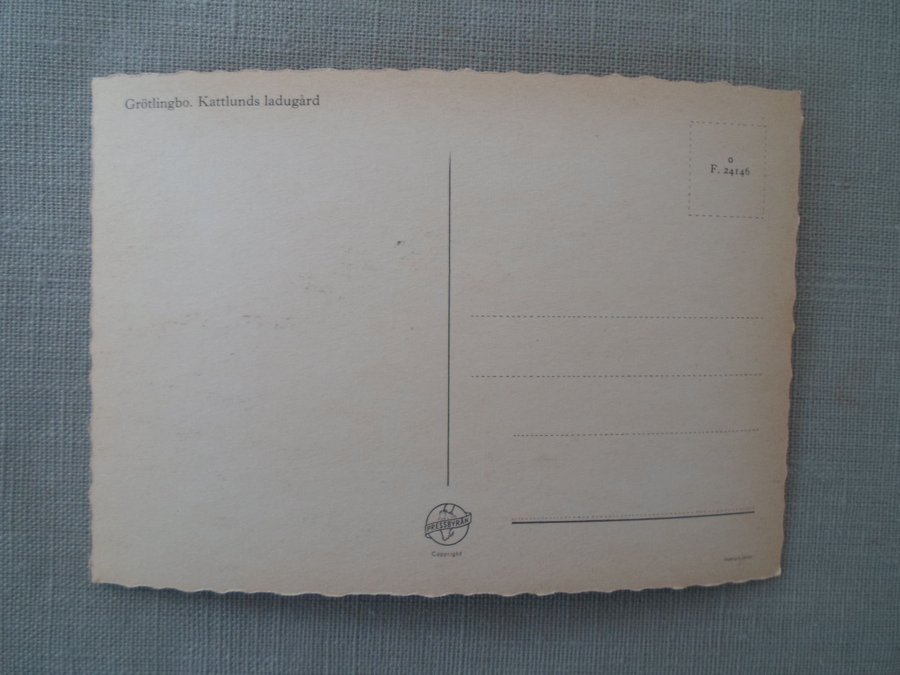 Grötlingbo. Kattlunds ladugård
o
F. 24146
PRESSBYRÅN
Copyright